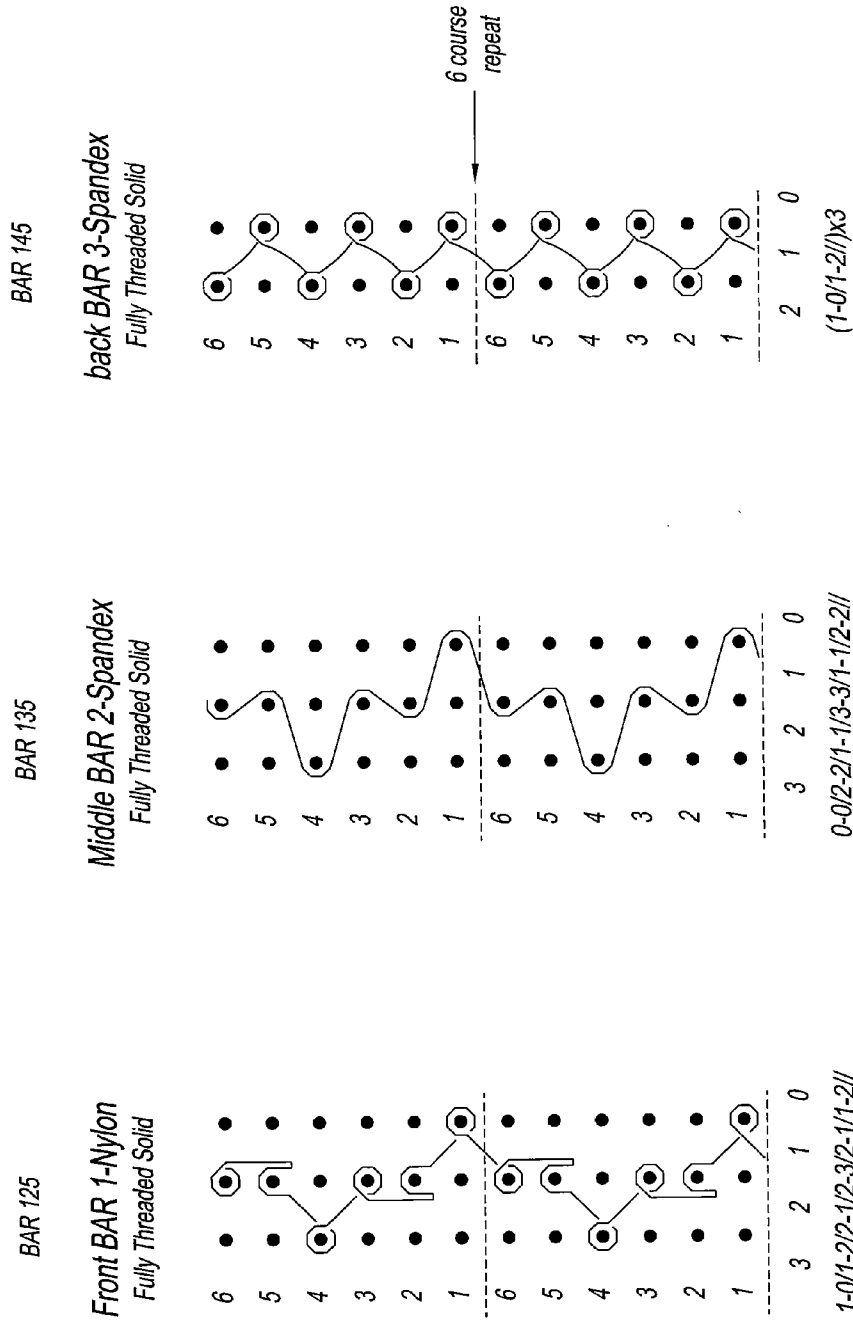 BAR 125
Front BAR 1-Nylon
Fully Threaded Solid
6
5
4
3
2
1
6
5
4
3
2
1
3 2 1 0
1-0/1-2/2-1/2-3/2-1/1-2//
BAR 135
Middle BAR 2-Spandex
Fully Threaded Solid
6
5
4
3
2
1
6
5
4
3
2
1
3 2 1 0
0-0/2-2/1-1/3-3/1-1/2-2//
BAR 145
back BAR 3-Spandex
Fully Threaded Solid
6
5
4
3
2
1
6
5
4
3
2
1
2 1 0
(1-0/1-2//)x3
6 course
repeat